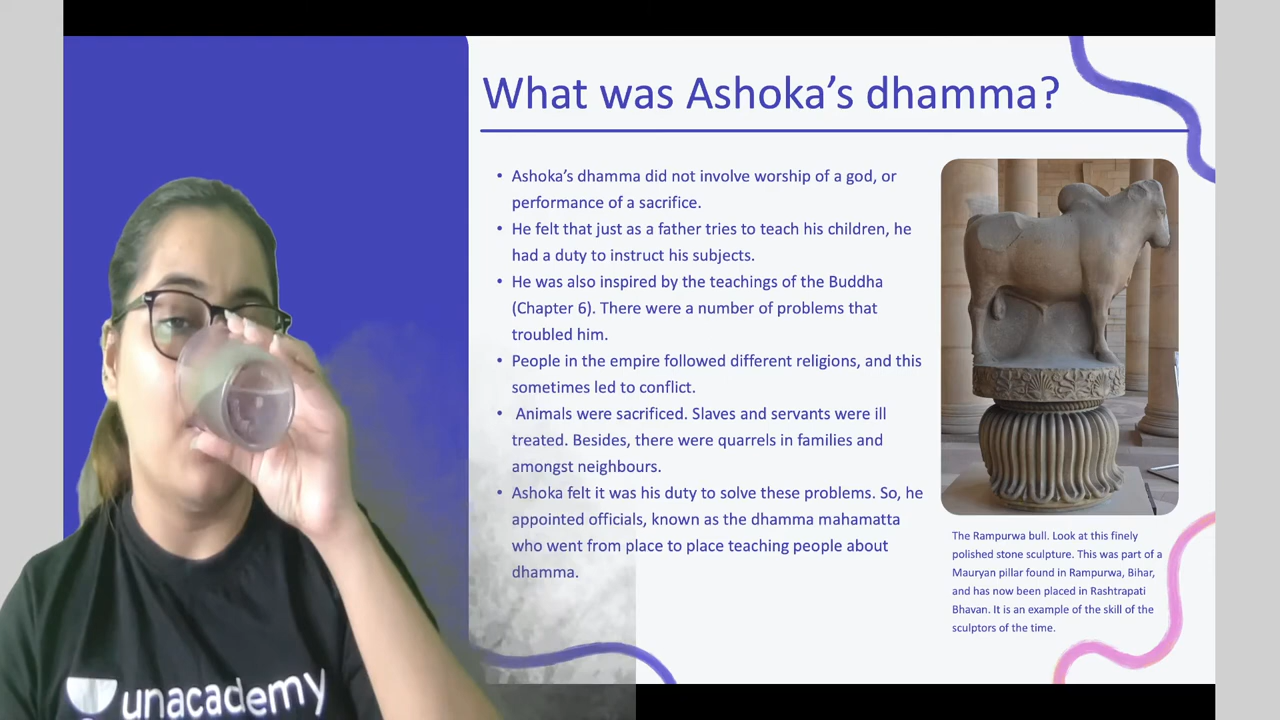 What was Ashoka’s dhamma?
• Ashoka’s dhamma did not involve worship of a god, or
performance of a sacrifice.
• He felt that just as a father tries to teach his children, he
had a duty to instruct his subjects.
• He was also inspired by the teachings of the Buddha
(Chapter 6). There were a number of problems that
troubled him.
• People in the empire followed different religions, and this
sometimes led to conflict.
• Animals were sacrificed. Slaves and servants were ill
treated. Besides, there were quarrels in families and
amongst neighbours.
• Ashoka felt it was his duty to solve these problems. So, he
appointed officials, known as the dhamma mahamatta
who went from place to place teaching people about
dhamma.
The Rampurwa bull. Look at this finely
polished stone sculpture. This was part of a
Mauryan pillar found in Rampurwa, Bihar,
and has now been placed in Rashtrapati
Bhavan. It is an example of the skill of the
sculptors of the time.
unacademy